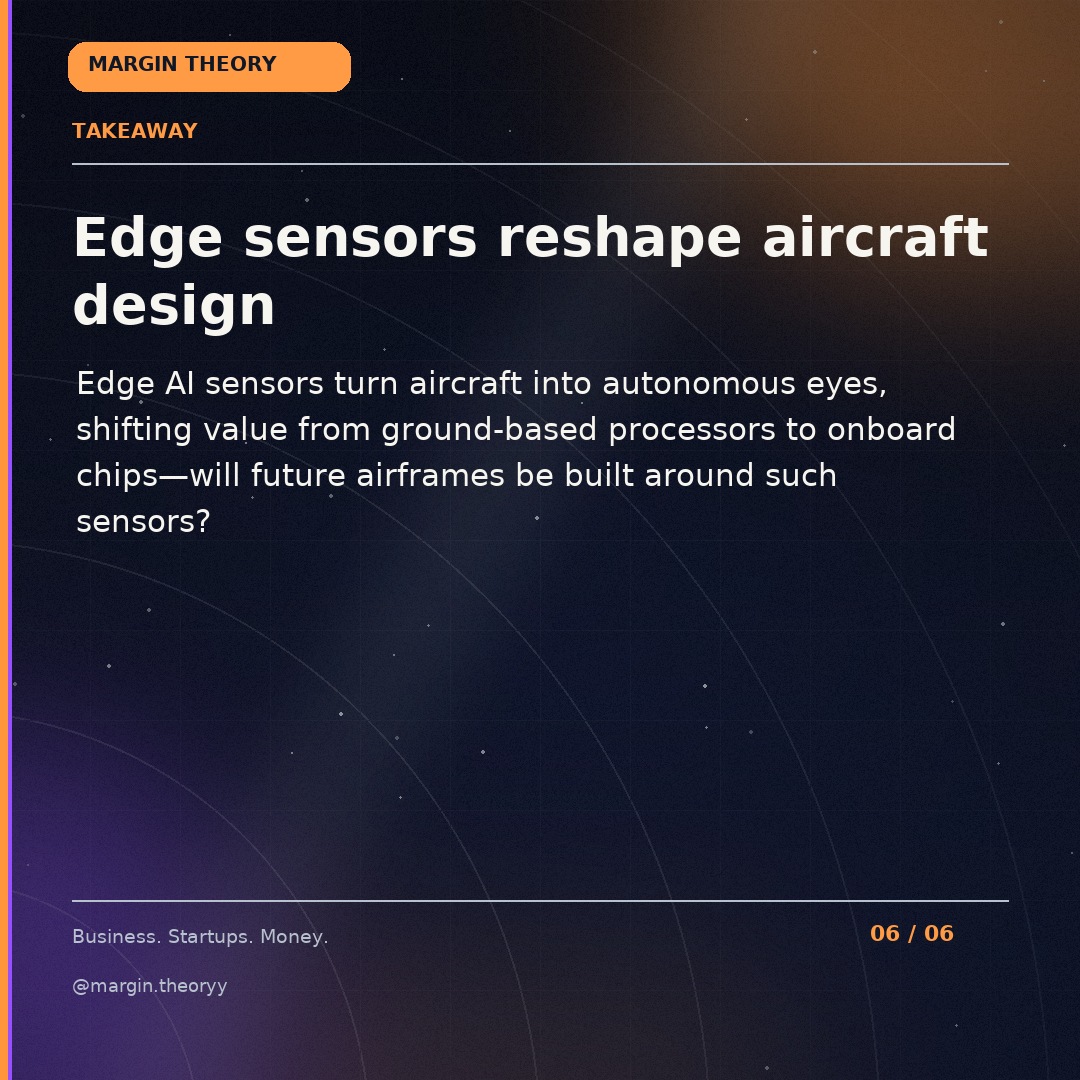 MARGIN THEORY
TAKEAWAY
Edge sensors reshape aircraft
design
Edge AI sensors turn aircraft into autonomous eyes,
shifting value from ground-based processors to onboard
chips—will future airframes be built around such
sensors?
Business. Startups. Money.
06 / 06
@margin.theoryy